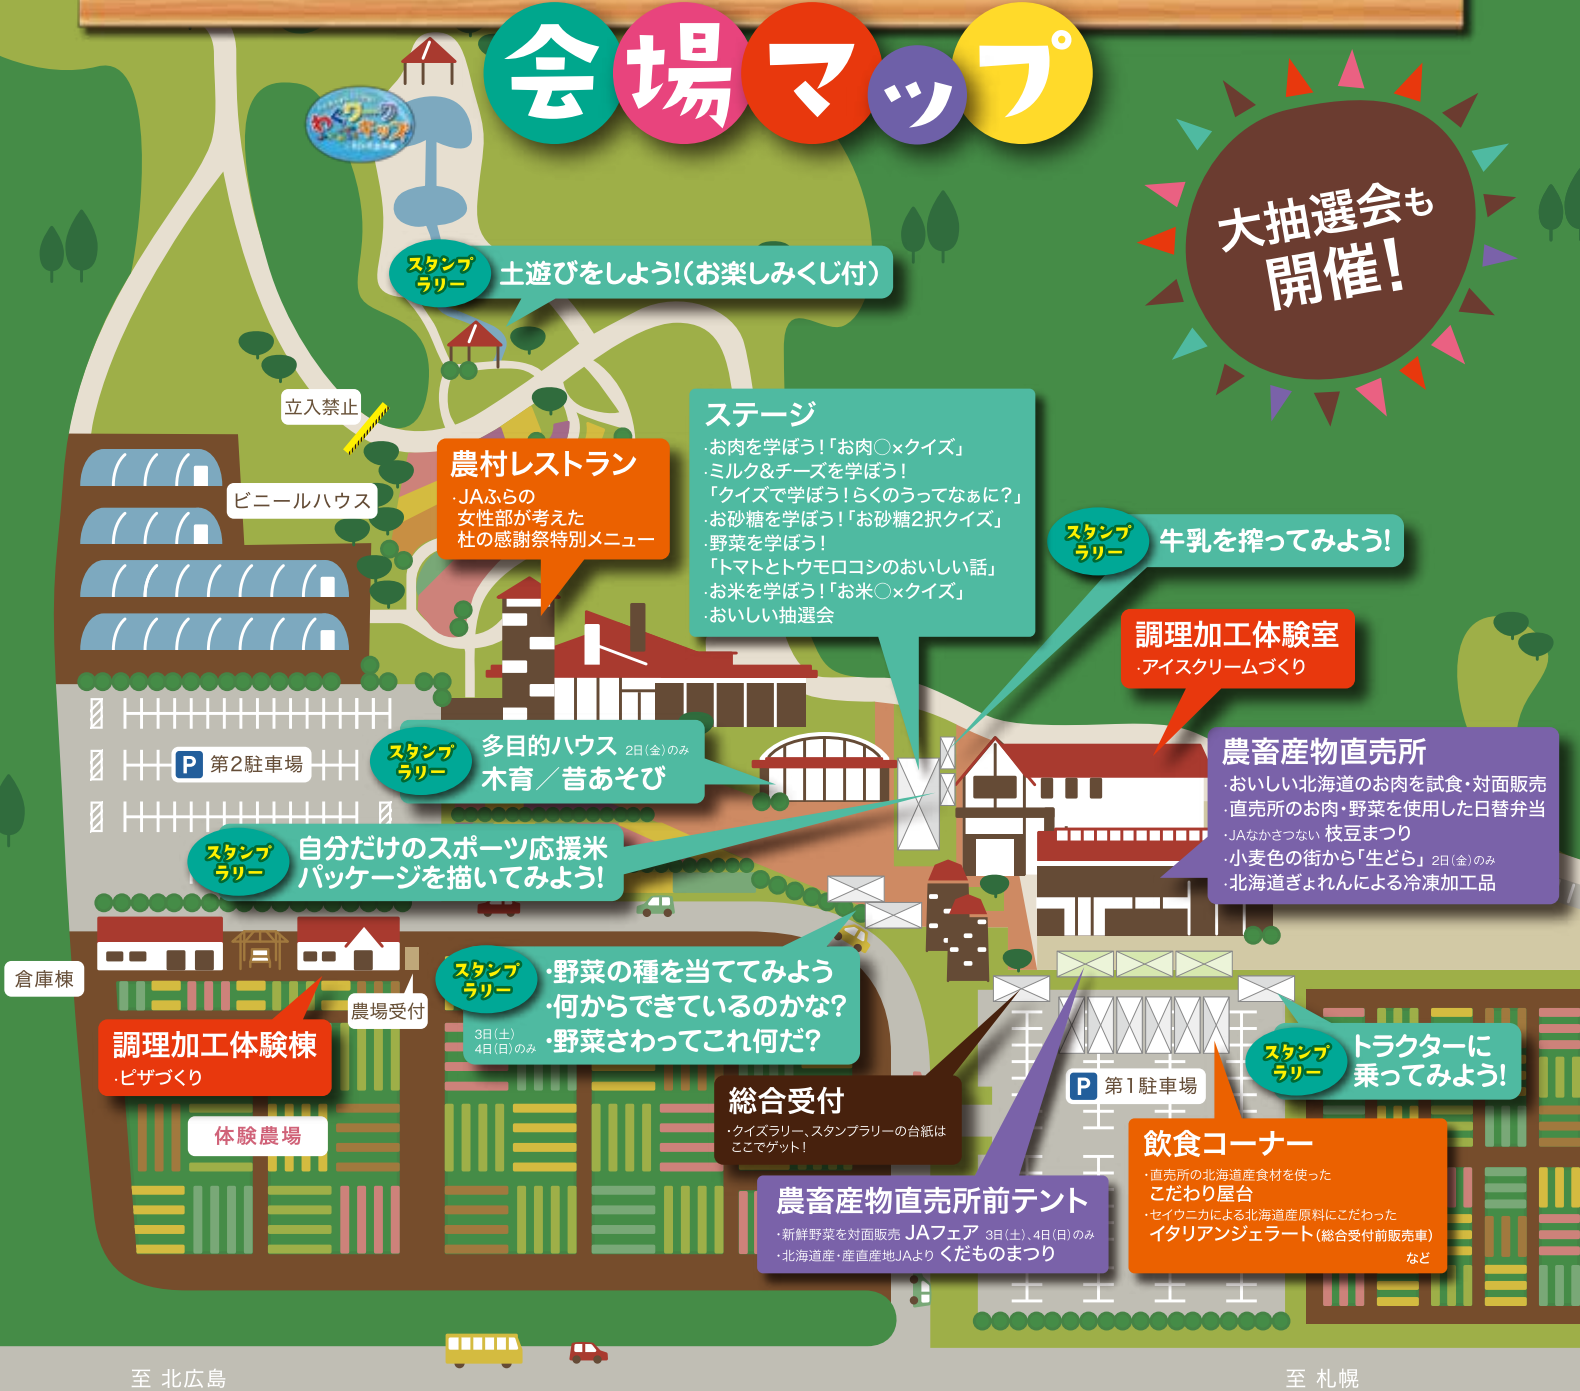 会場マップ
わくワーク
キッズ
大抽選会も
開催!
スタンプ
ラリー
土遊びをしよう!(お楽しみくじ付)
立入禁止
ビニールハウス
農村レストラン
・JAふらの
女性部が考えた
杜の感謝祭特別メニュー
ステージ
・お肉を学ぼう!「お肉○×クイズ」
・ミルク&チーズを学ぼう!
「クイズで学ぼう!らくのうってなぁに?」
・お砂糖を学ぼう!「お砂糖2択クイズ」
・野菜を学ぼう!
「トマトとトウモロコシのおいしい話」
・お米を学ぼう!「お米○×クイズ」
・おいしい抽選会
スタンプ
ラリー
牛乳を搾ってみよう!
調理加工体験室
・アイスクリームづくり
P 第2駐車場
スタンプ
ラリー
多目的ハウス 2日(金)のみ
木育/昔あそび
農畜産物直売所
・おいしい北海道のお肉を試食・対面販売
・直売所のお肉・野菜を使用した日替弁当
・JAなかさつない 枝豆まつり
・小麦色の街から「生どら」 2日(金)のみ
・北海道ぎょれんによる冷凍加工品
スタンプ
ラリー
自分だけのスポーツ応援米
パッケージを描いてみよう!
倉庫棟
農場受付
スタンプ
ラリー
3日(土)
4日(日)のみ
・野菜の種を当ててみよう
・何からできているのかな?
・野菜さわってこれ何だ?
調理加工体験棟
・ピザづくり
体験農場
総合受付
・クイズラリー、スタンプラリーの台紙は
ここでゲット!
P 第1駐車場
スタンプ
ラリー
トラクターに
乗ってみよう!
農畜産物直売所前テント
・新鮮野菜を対面販売 JAフェア 3日(土)、4日(日)のみ
・北海道産・産直産地JAより くだものまつり
飲食コーナー
・直売所の北海道産食材を使った
こだわり屋台
・セイウニカによる北海道産原料にこだわった
イタリアンジェラート(総合受付前販売車)
など
至 北広島
至 札幌